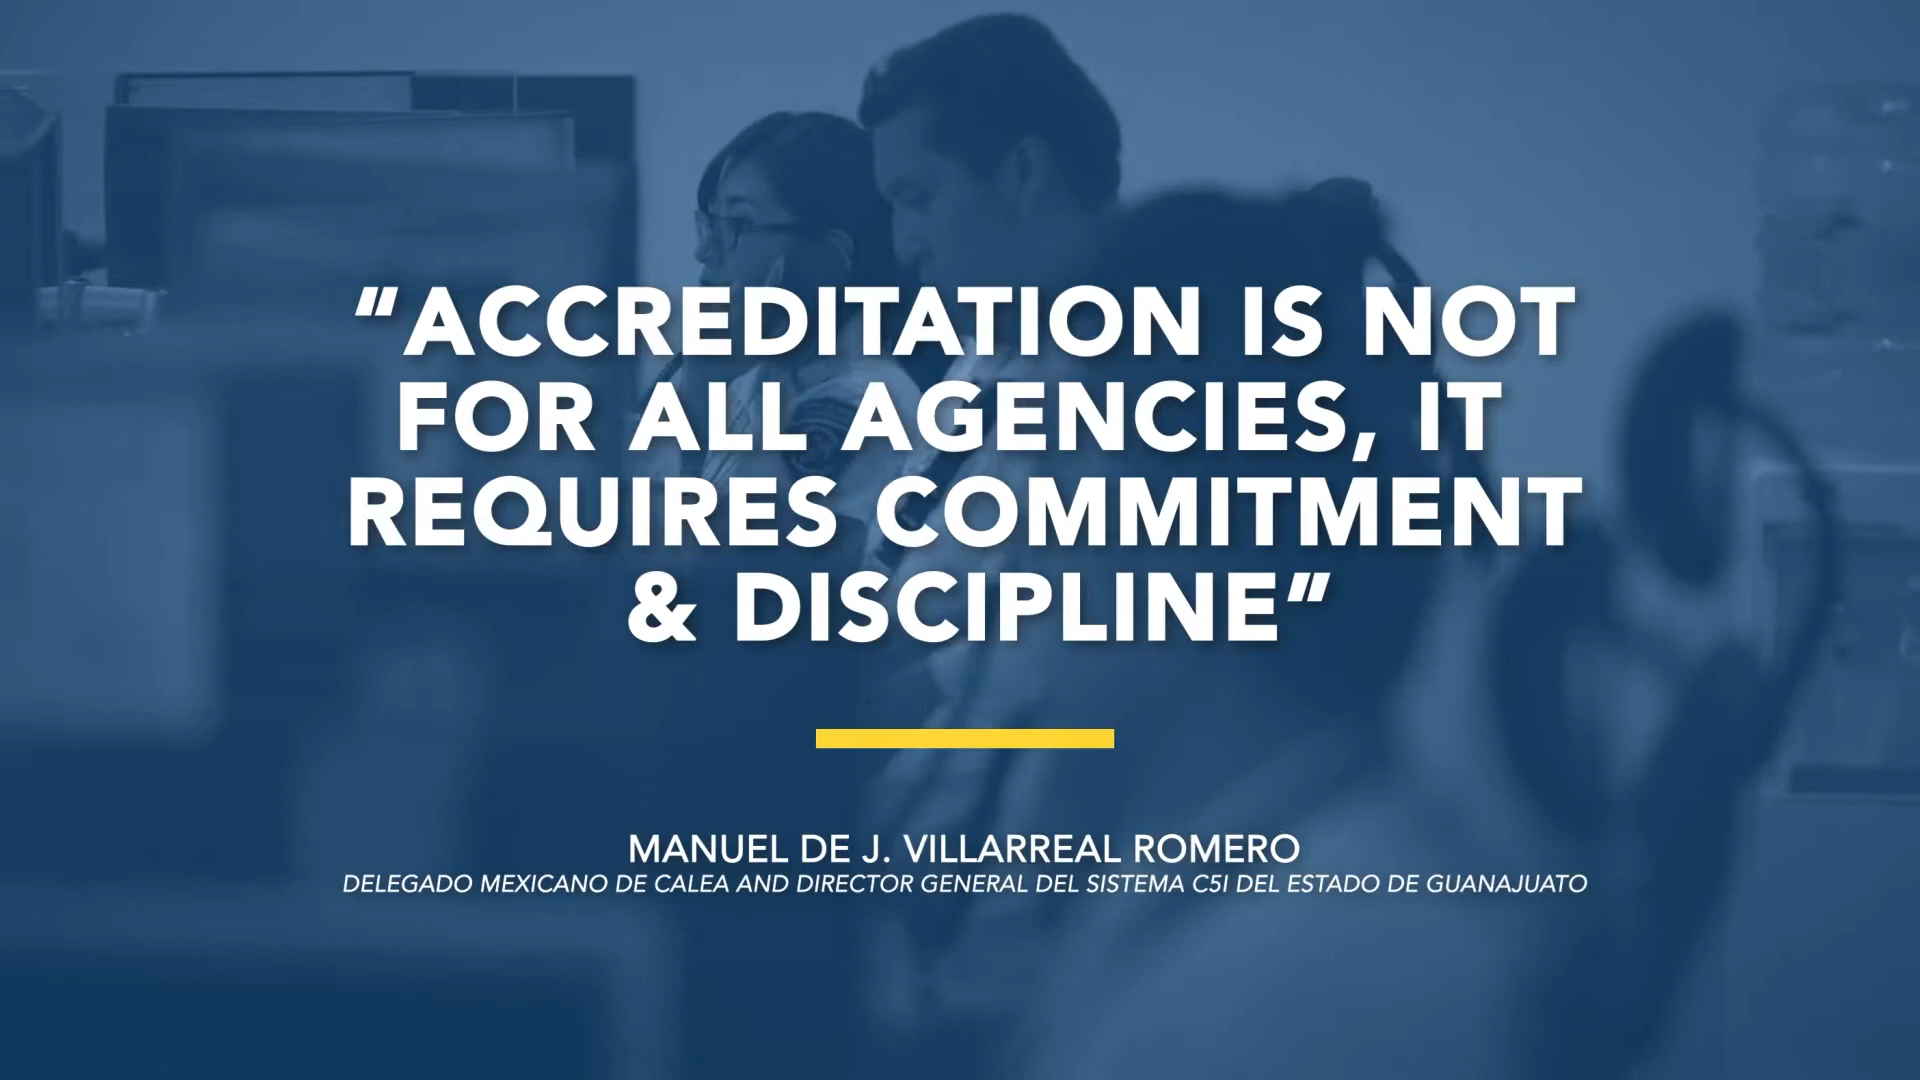 “ACCREDITATION IS NOT
FOR ALL AGENCIES, IT
REQUIRES COMMITMENT
& DISCIPLINE”
MANUEL DE J. VILLARREAL ROMERO
DELEGADO MEXICANO DE CALEA AND DIRECTOR GENERAL DEL SISTEMA C5I DEL ESTADO DE GUANAJUATO